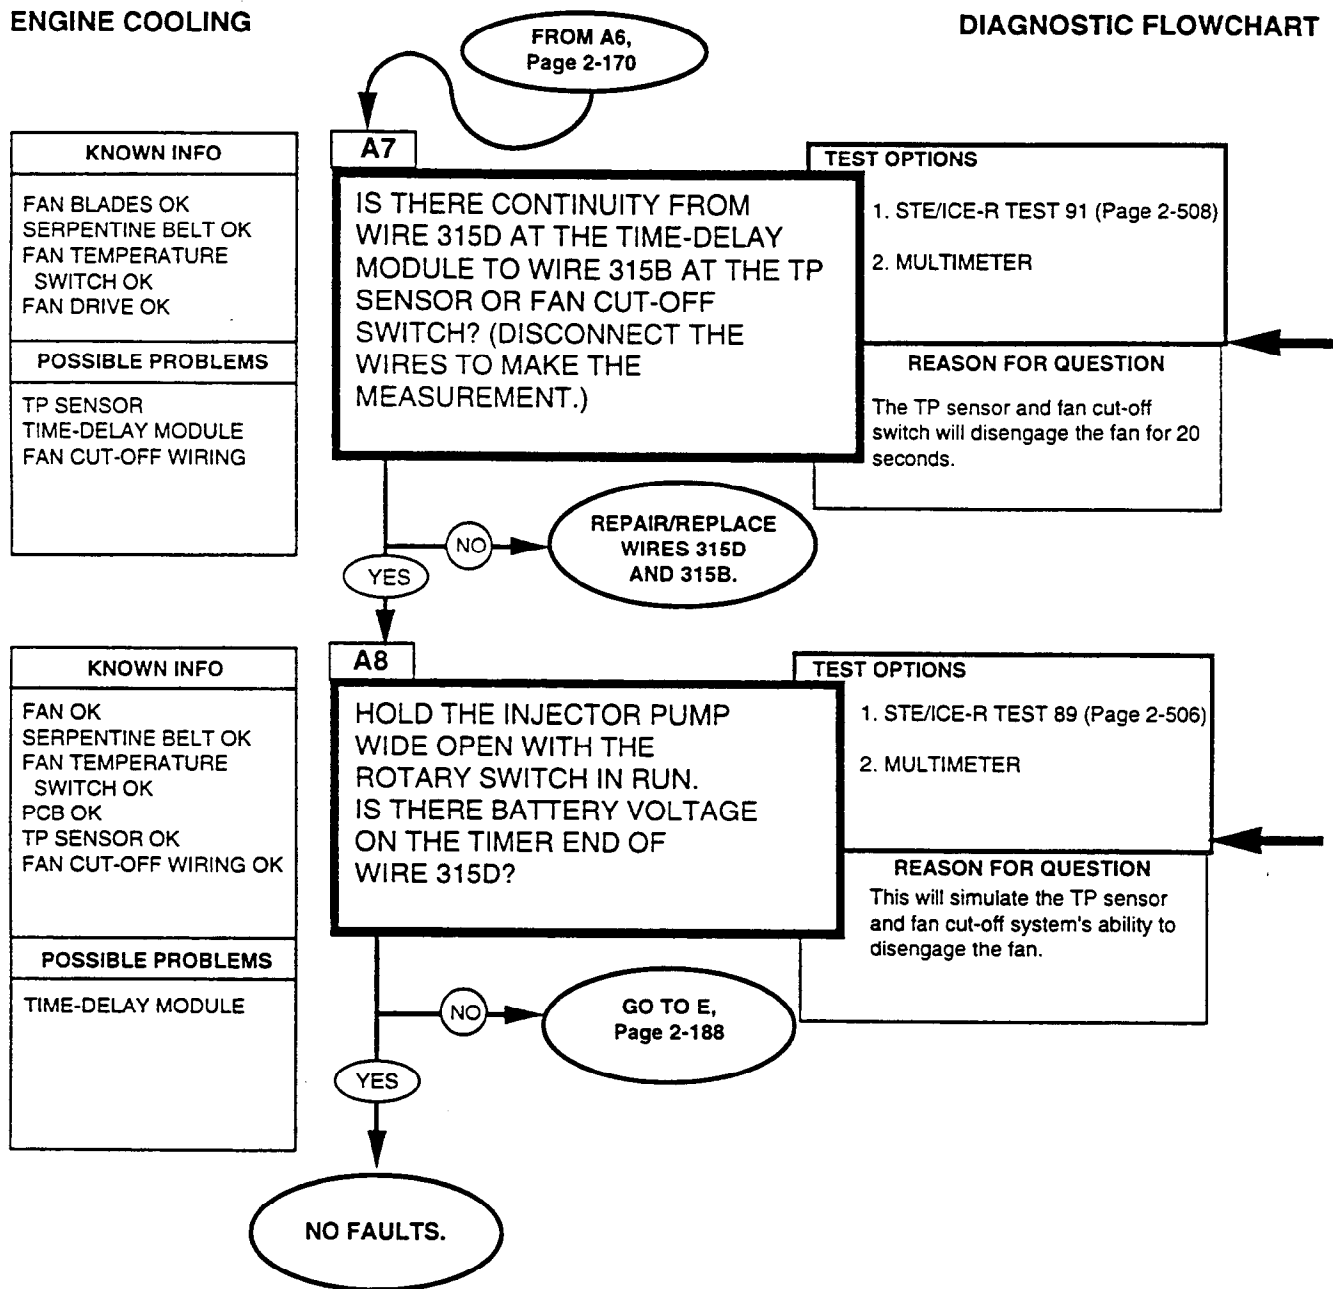 ENGINE COOLING
DIAGNOSTIC FLOWCHART
FROM A6,
Page 2-170
KNOWN INFO
FAN BLADES OK
SERPENTINE BELT OK
FAN TEMPERATURE
SWITCH OK
FAN DRIVE OK
POSSIBLE PROBLEMS
TP SENSOR
TIME-DELAY MODULE
FAN CUT-OFF WIRING
A7
IS THERE CONTINUITY FROM
WIRE 315D AT THE TIME-DELAY
MODULE TO WIRE 315B AT THE TP
SENSOR OR FAN CUT-OFF
SWITCH? (DISCONNECT THE
WIRES TO MAKE THE
MEASUREMENT.)
TEST OPTIONS
1. STE/ICE-R TEST 91 (Page 2-508)
2. MULTIMETER
REASON FOR QUESTION
The TP sensor and fan cut-off
switch will disengage the fan for 20
seconds.
NO
REPAIR/REPLACE
WIRES 315D
AND 315B.
YES
KNOWN INFO
FAN OK
SERPENTINE BELT OK
FAN TEMPERATURE
SWITCH OK
PCB OK
TP SENSOR OK
FAN CUT-OFF WIRING OK
POSSIBLE PROBLEMS
TIME-DELAY MODULE
A8
HOLD THE INJECTOR PUMP
WIDE OPEN WITH THE
ROTARY SWITCH IN RUN.
IS THERE BATTERY VOLTAGE
ON THE TIMER END OF
WIRE 315D?
TEST OPTIONS
1. STE/ICE-R TEST 89 (Page 2-506)
2. MULTIMETER
REASON FOR QUESTION
This will simulate the TP sensor
and fan cut-off system's ability to
disengage the fan.
NO
GO TO E,
Page 2-188
YES
NO FAULTS.